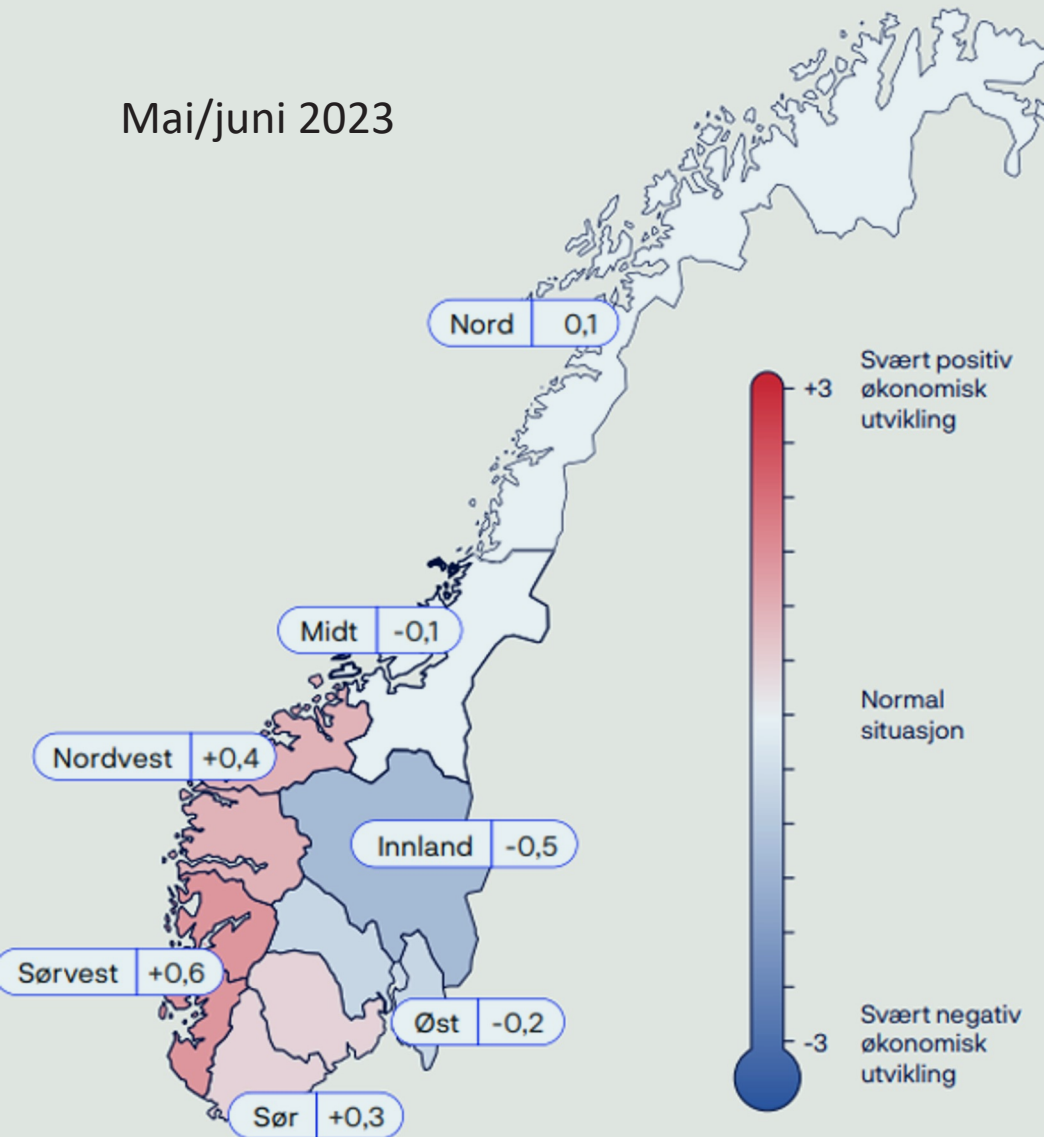 Mai/juni 2023
Nord 0,1
Svært positiv
+3 økonomisk
utvikling
Midt -0,1
Normal
situasjon
Nordvest +0,4
Innland -0,5
Sørvest +0,6
Øst -0,2
Svært negativ
-3 økonomisk
utvikling
Sør +0,3